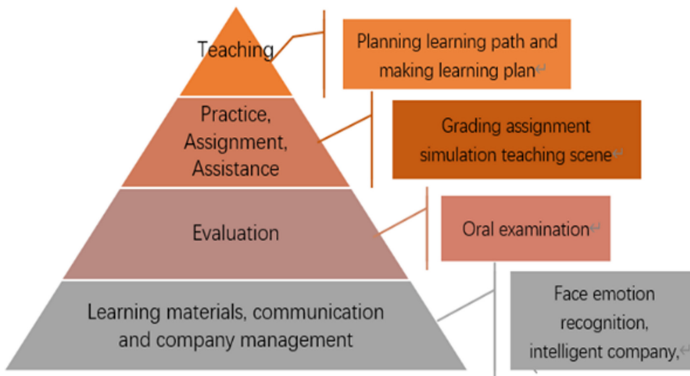 Teaching
Planning learning path and
making learning plan↵
Practice,
Assignment,
Assistance
Grading assignment
simulation teaching scene↵
Evaluation
Oral examination↵
Learning materials, communication
and company management
Face emotion
recognition,
intelligent company,↵